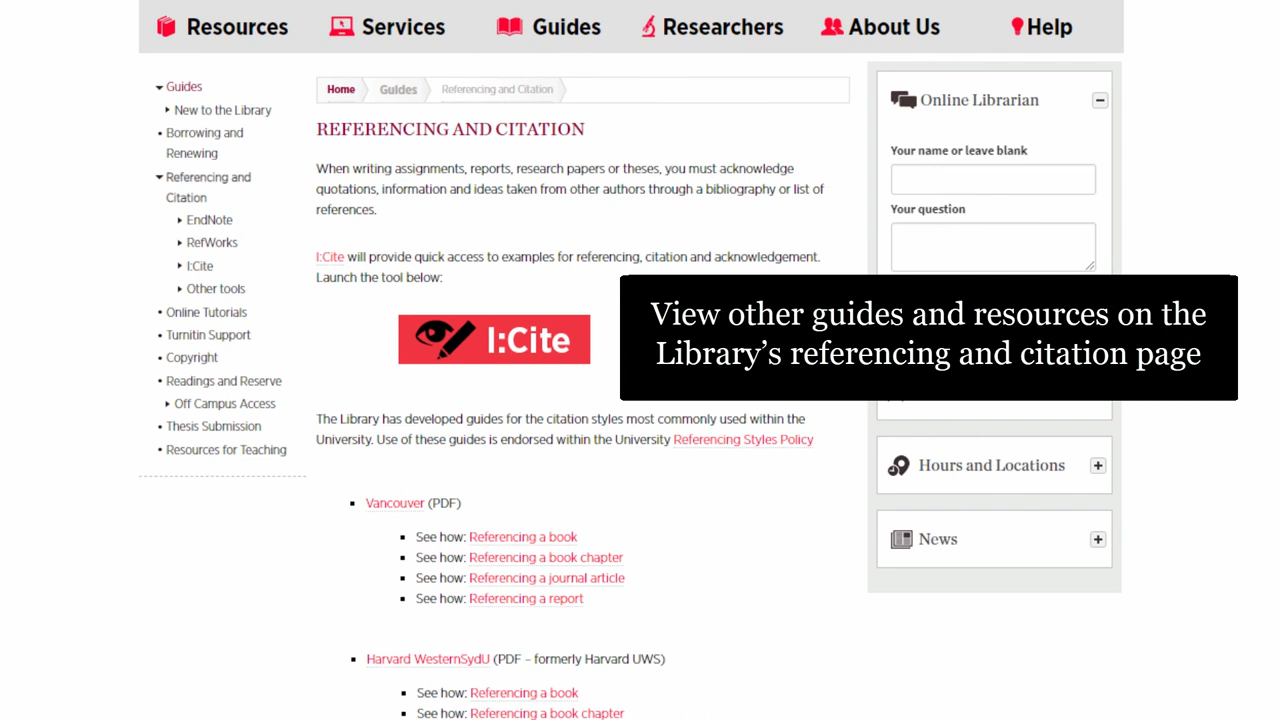 Resources Services Guides Researchers About Us Help
Guides
New to the Library
Borrowing and
Renewing
Referencing and
Citation
EndNote
RefWorks
I:Cite
Other tools
Online Tutorials
Turnitin Support
Copyright
Readings and Reserve
Off Campus Access
Thesis Submission
Resources for Teaching
Home Guides Referencing and Citation
REFERENCING AND CITATION
When writing assignments, reports, research papers or theses, you must acknowledge
quotations, information and ideas taken from other authors through a bibliography or list of
references.
I:Cite will provide quick access to examples for referencing, citation and acknowledgement.
Launch the tool below:
I:Cite
The Library has developed guides for the citation styles most commonly used within the
University. Use of these guides is endorsed within the University Referencing Styles Policy
Vancouver (PDF)
See how: Referencing a book
See how: Referencing a book chapter
See how: Referencing a journal article
See how: Referencing a report
Harvard WesternSydU (PDF – formerly Harvard UWS)
See how: Referencing a book
See how: Referencing a book chapter
Online Librarian
Your name or leave blank
Your question
View other guides and resources on the
Library's referencing and citation page
Hours and Locations
News